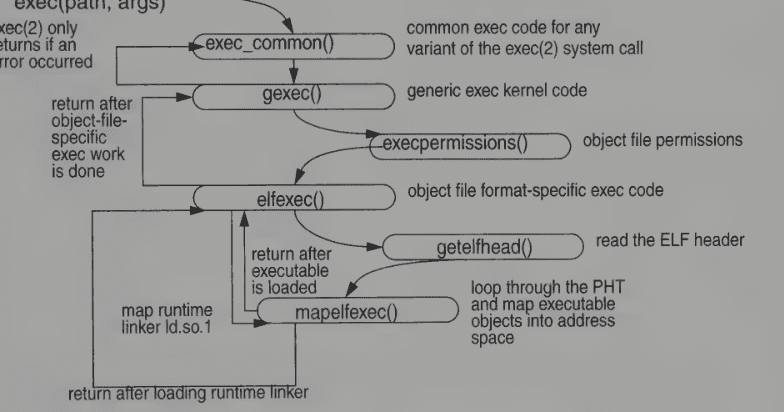 exec(path, args)
xec(2) only
eturns if an
rror occurred
exec_common()
common exec code for any
variant of the exec(2) system call
gexec()
generic exec kernel code
return after
object-file-
specific
exec work
is done
execpermissions()
object file permissions
elfexec()
object file format-specific exec code
getelfhead()
read the ELF header
return after
executable
is loaded
map runtime
linker ld.so.1
mapelfexec()
loop through the PHT
and map executable
objects into address
space
return after loading runtime linker